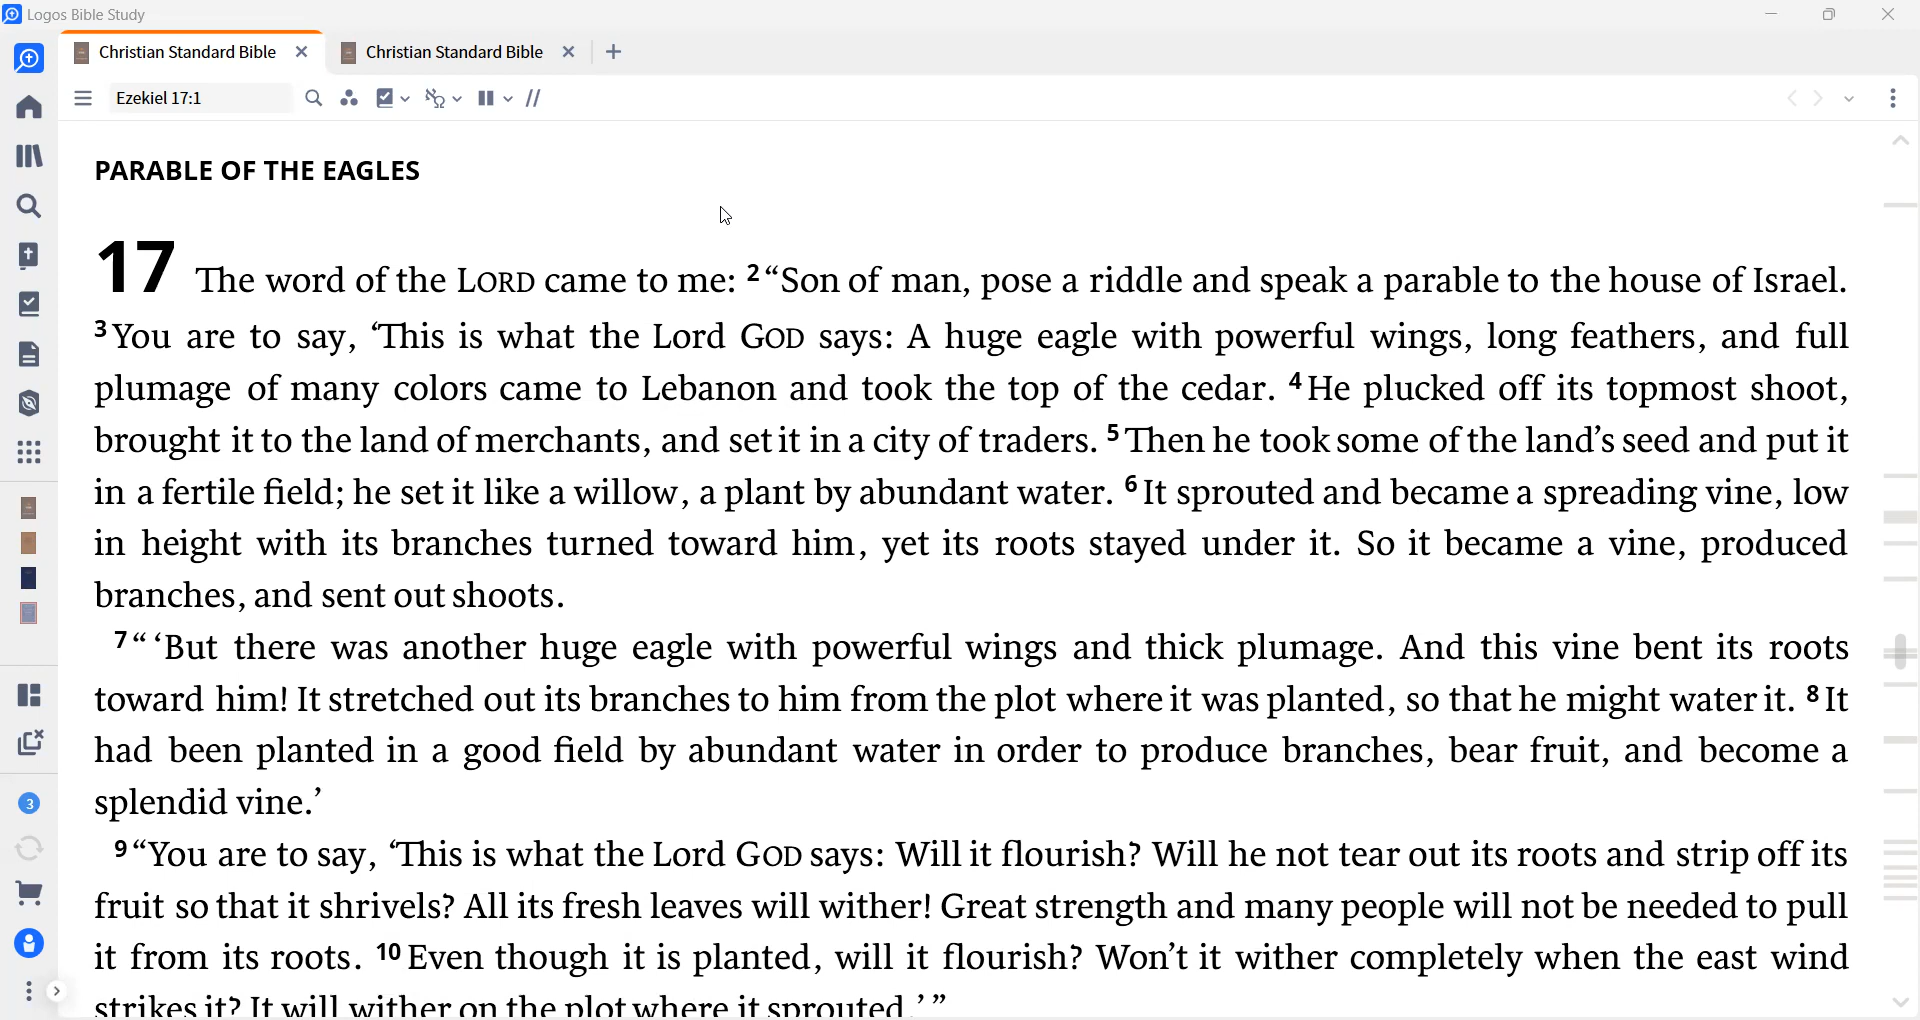 Logos Bible Study
Christian Standard Bible
Christian Standard Bible
Ezekiel 17:1
PARABLE OF THE EAGLES
17 The word of the LORD came to me: 2 “Son of man, pose a riddle and speak a parable to the house of Israel.
3 You are to say, ‘This is what the Lord GOD says: A huge eagle with powerful wings, long feathers, and full
plumage of many colors came to Lebanon and took the top of the cedar. 4 He plucked off its topmost shoot,
brought it to the land of merchants, and set it in a city of traders. 5 Then he took some of the land’s seed and put it
in a fertile field; he set it like a willow, a plant by abundant water. 6 It sprouted and became a spreading vine, low
in height with its branches turned toward him, yet its roots stayed under it. So it became a vine, produced
branches, and sent out shoots.
7 “ ‘But there was another huge eagle with powerful wings and thick plumage. And this vine bent its roots
toward him! It stretched out its branches to him from the plot where it was planted, so that he might water it. 8 It
had been planted in a good field by abundant water in order to produce branches, bear fruit, and become a
splendid vine.’
9 “You are to say, ‘This is what the Lord GOD says: Will it flourish? Will he not tear out its roots and strip off its
fruit so that it shrivels? All its fresh leaves will wither! Great strength and many people will not be needed to pull
it from its roots. 10 Even though it is planted, will it flourish? Won’t it wither completely when the east wind
strikes it? It will wither on the plot where it sprouted.’ ”
3